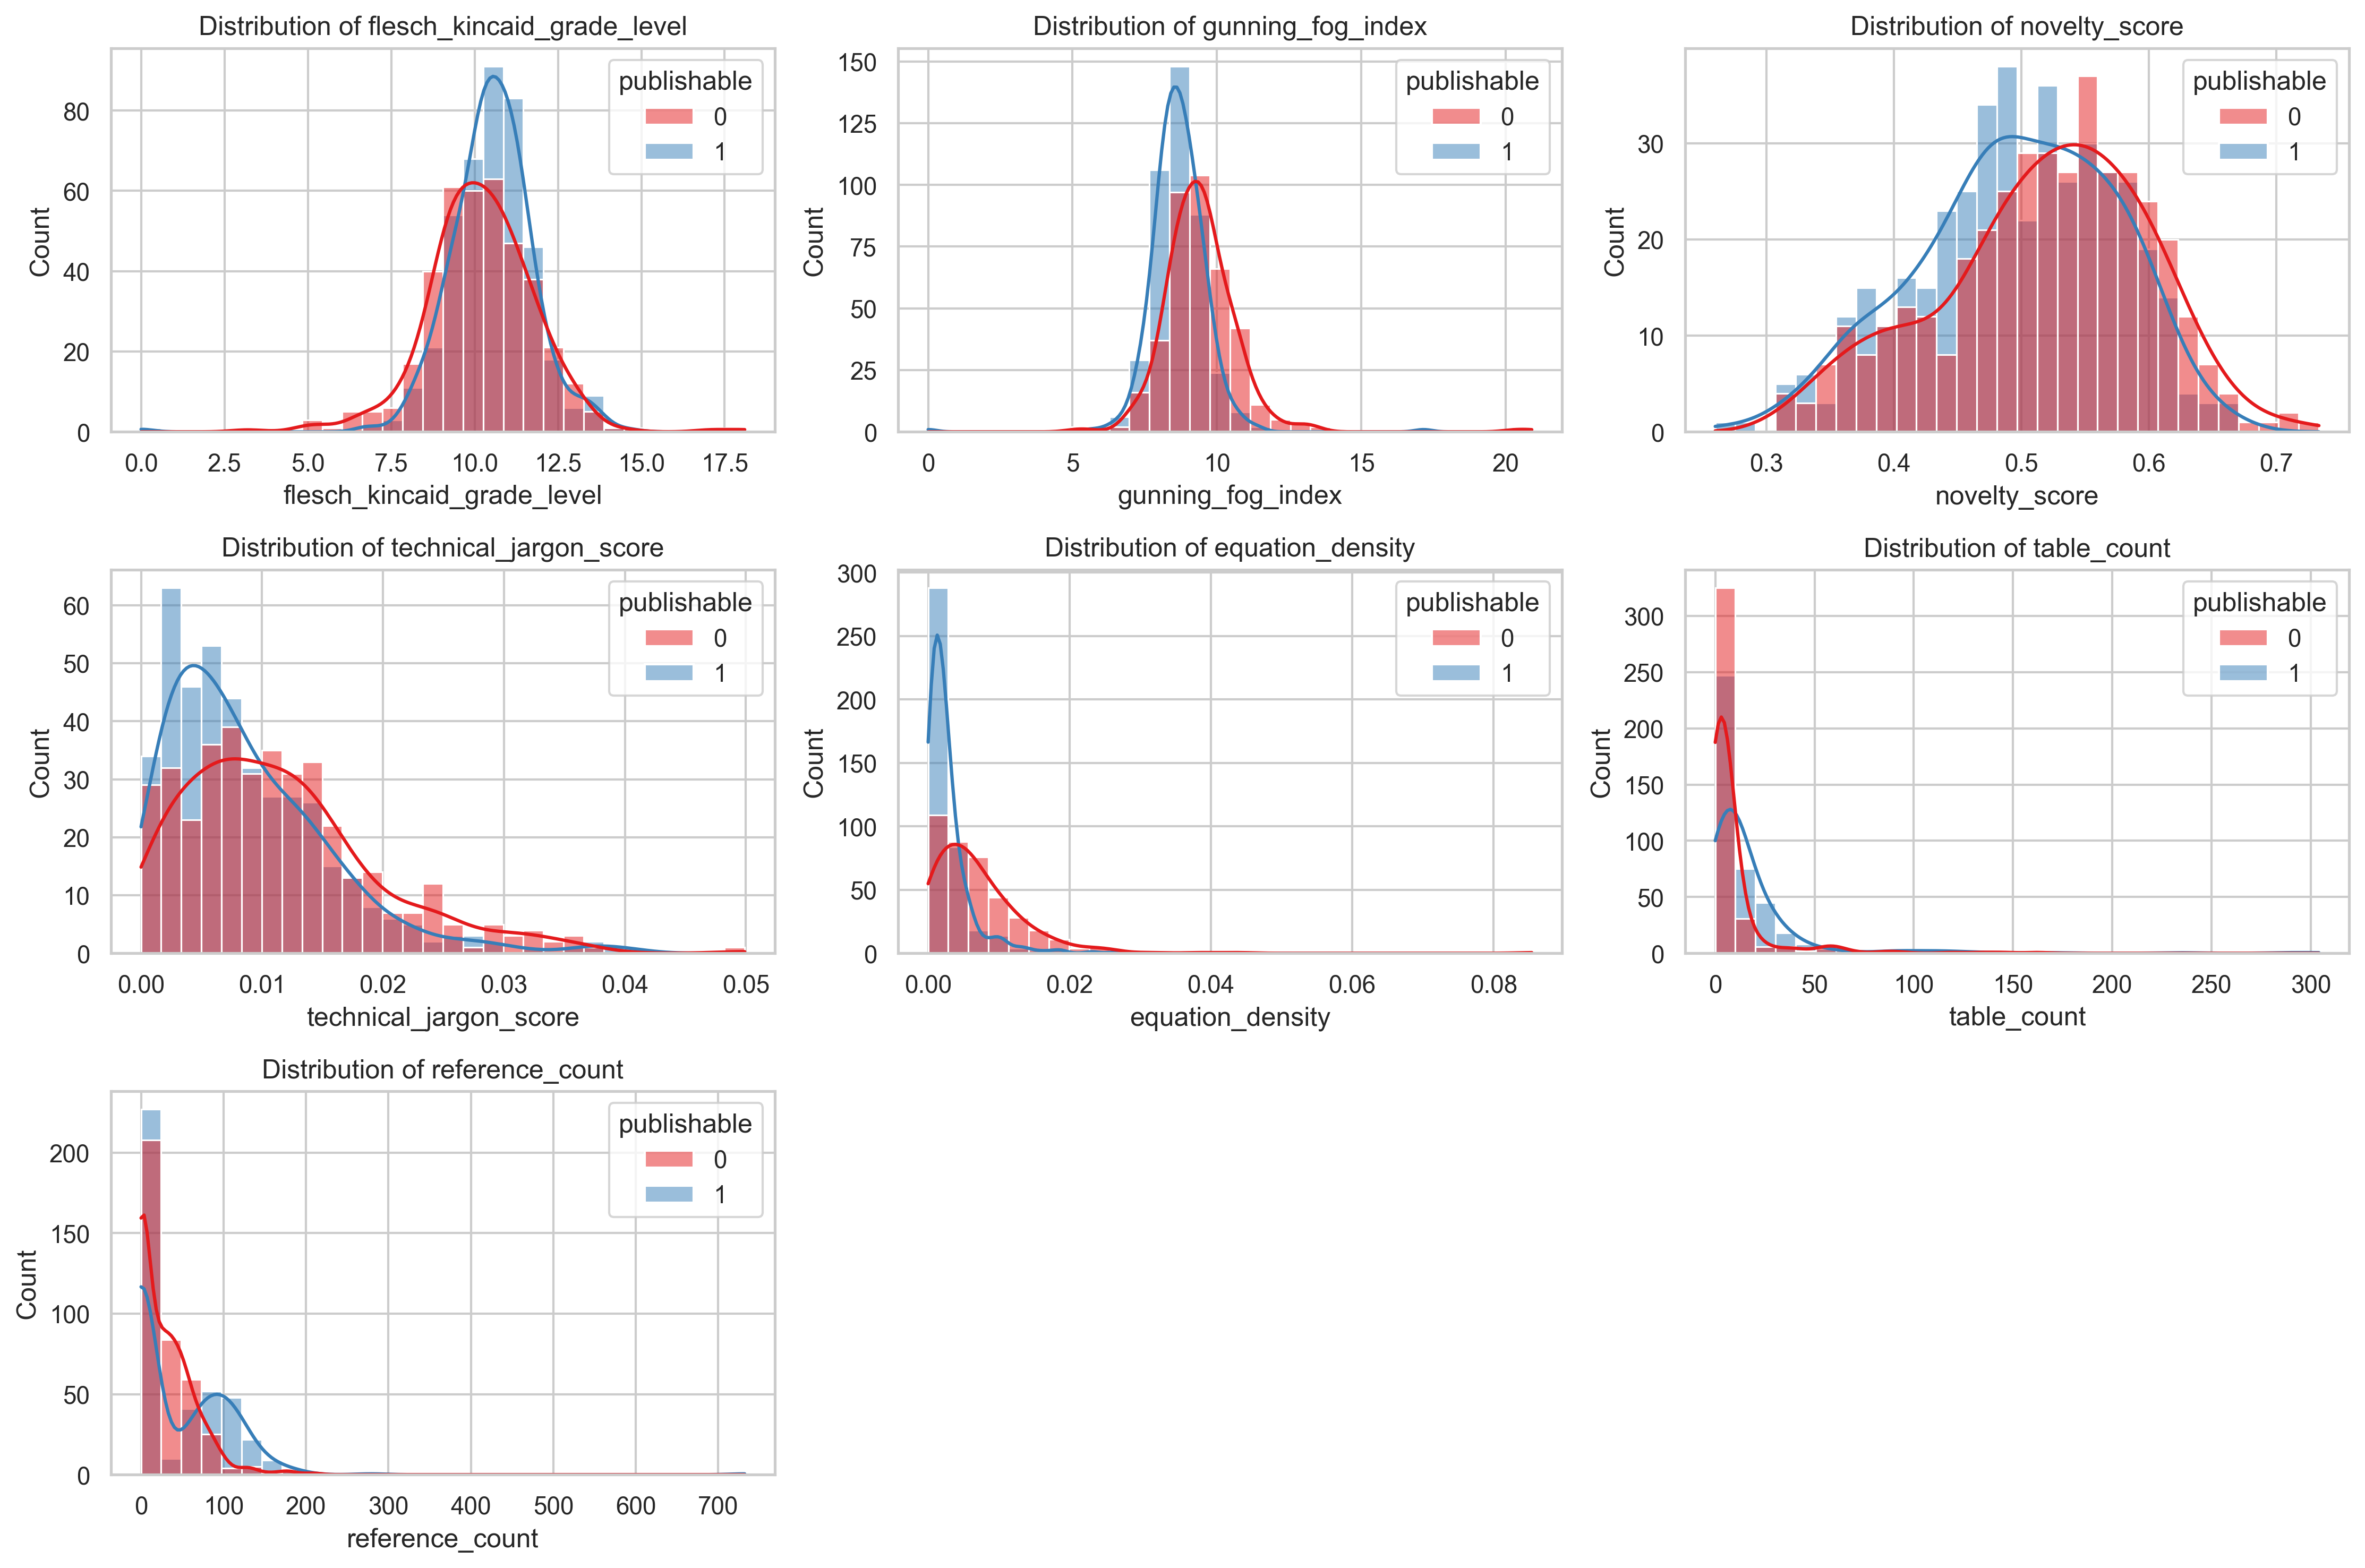 Distribution of flesch_kincaid_grade_level
Count
80
60
40
20
0
publishable
0
1
0.0 2.5 5.0 7.5 10.0 12.5 15.0 17.5
flesch_kincaid_grade_level
Distribution of gunning_fog_index
Count
150
125
100
75
50
25
0
publishable
0
1
0 5 10 15 20
gunning_fog_index
Distribution of novelty_score
Count
30
20
10
0
publishable
0
1
0.3 0.4 0.5 0.6 0.7
novelty_score
Distribution of technical_jargon_score
Count
60
50
40
30
20
10
0
publishable
0
1
0.00 0.01 0.02 0.03 0.04 0.05
technical_jargon_score
Distribution of equation_density
Count
300
250
200
150
100
50
0
publishable
0
1
0.00 0.02 0.04 0.06 0.08
equation_density
Distribution of table_count
Count
300
250
200
150
100
50
0
publishable
0
1
0 50 100 150 200 250 300
table_count
Distribution of reference_count
Count
200
150
100
50
0
publishable
0
1
0 100 200 300 400 500 600 700
reference_count